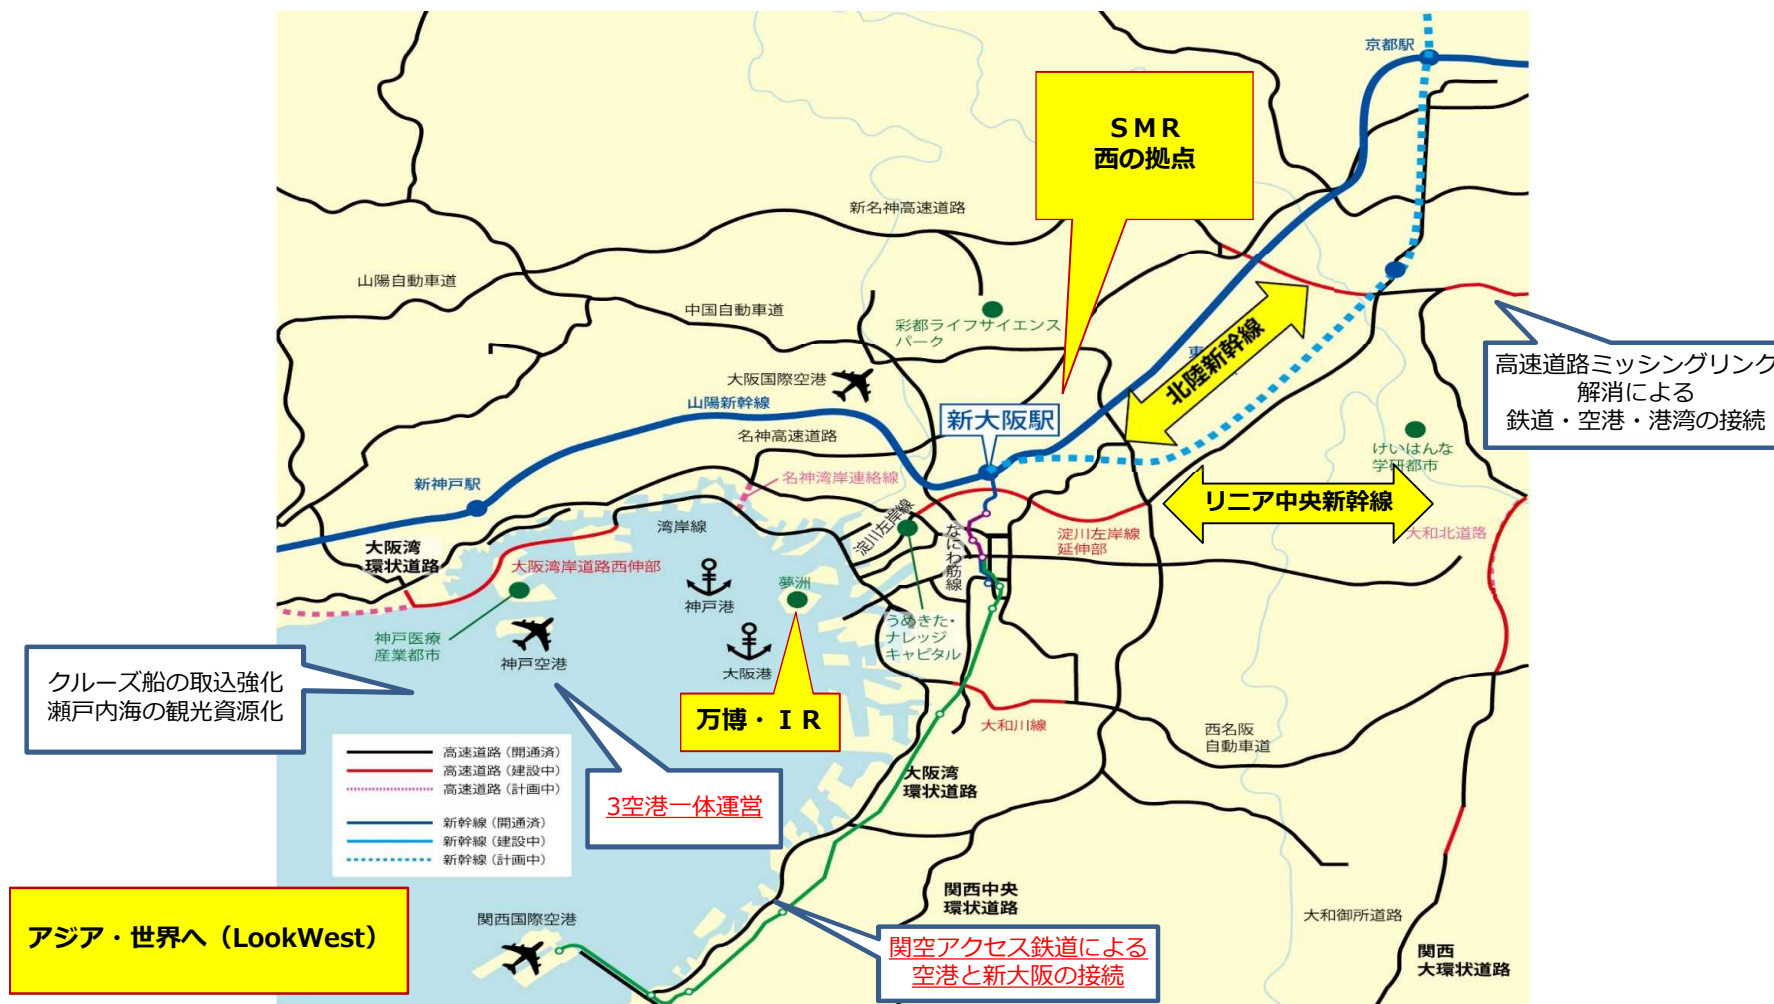 京都駅
ＳＭＲ
西の拠点
新名神高速道路
山陽自動車道
中国自動車道
彩都ライフサイエンス
パーク
北陸新幹線
高速道路ミッシングリンク
解消による
鉄道・空港・港湾の接続
大阪国際空港
山陽新幹線
新大阪駅
名神高速道路
けいはんな
学研都市
名神湾岸連絡線
新神戸駅
リニア中央新幹線
湾岸線
淀川左岸線
なにわ筋線
淀川左岸線
延伸部
大和北道路
大阪湾
環状道路
大阪湾岸道路西伸部
神戸港
夢洲
うめきた・
ナレッジ
キャピタル
神戸医療
産業都市
神戸空港
大阪港
クルーズ船の取込強化
瀬戸内海の観光資源化
万博・ＩＲ
大和川線
西名阪
自動車道
高速道路(開通済)
高速道路(建設中)
高速道路(計画中)
新幹線(開通済)
新幹線(建設中)
新幹線(計画中)
3空港一体運営
大阪湾
環状道路
アジア・世界へ（LookWest）
関西国際空港
関西中央
環状道路
大和御所道路
関空アクセス鉄道による
空港と新大阪の接続
関西
大環状道路